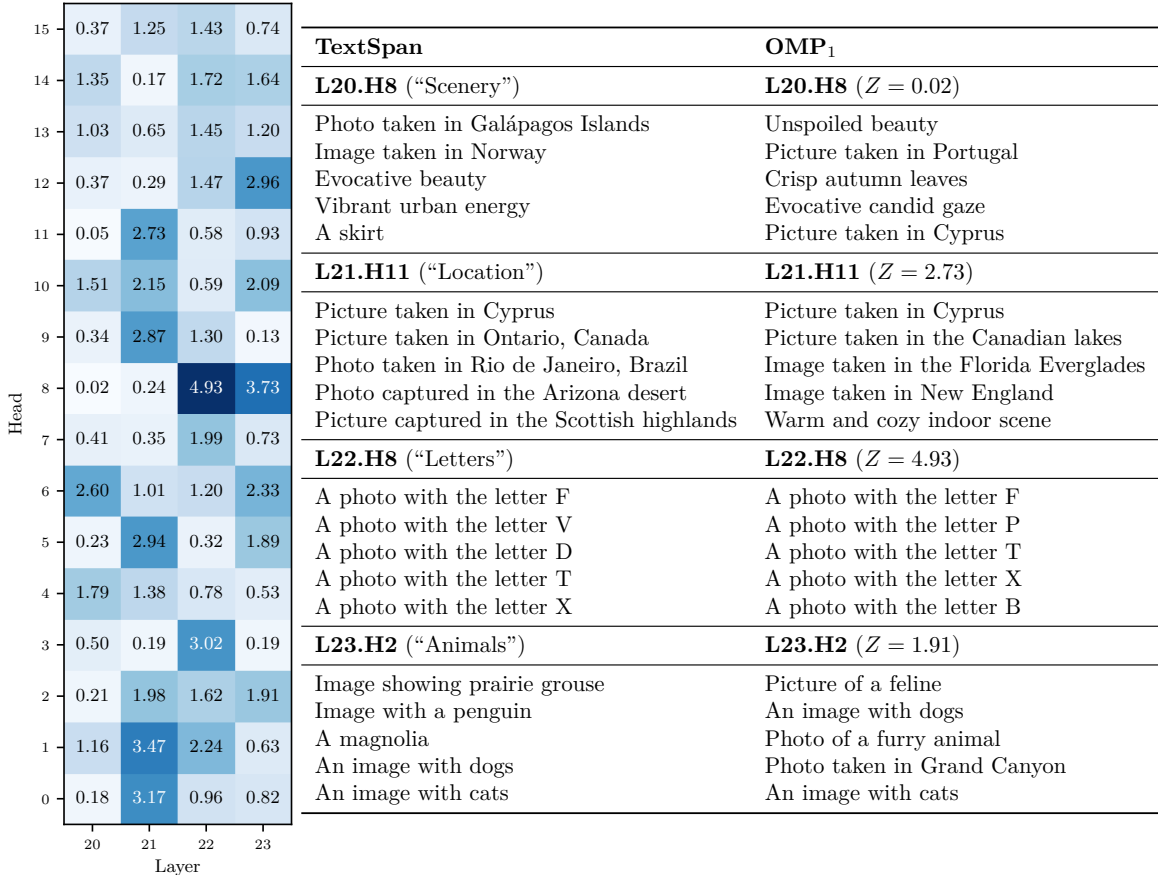 15 0.37 1.25 1.43 0.74
14 1.35 0.17 1.72 1.64
13 1.03 0.65 1.45 1.20
12 0.37 0.29 1.47 2.96
11 0.05 2.73 0.58 0.93
10 1.51 2.15 0.59 2.09
9 0.34 2.87 1.30 0.13
8 0.02 0.24 4.93 3.73
7 0.41 0.35 1.99 0.73
6 2.60 1.01 1.20 2.33
5 0.23 2.94 0.32 1.89
4 1.79 1.38 0.78 0.53
3 0.50 0.19 3.02 0.19
2 0.21 1.98 1.62 1.91
1 1.16 3.47 2.24 0.63
0 0.18 3.17 0.96 0.82
20 21 22 23
Layer
Head
TextSpan OMP₁
L20.H8 (“Scenery”) L20.H8 (Z = 0.02)
Photo taken in Galápagos Islands Unspoiled beauty
Image taken in Norway Picture taken in Portugal
Evocative beauty Crisp autumn leaves
Vibrant urban energy Evocative candid gaze
A skirt Picture taken in Cyprus
L21.H11 (“Location”) L21.H11 (Z = 2.73)
Picture taken in Cyprus Picture taken in Cyprus
Picture taken in Ontario, Canada Picture taken in the Canadian lakes
Photo taken in Rio de Janeiro, Brazil Image taken in the Florida Everglades
Photo captured in the Arizona desert Image taken in New England
Picture captured in the Scottish highlands Warm and cozy indoor scene
L22.H8 (“Letters”) L22.H8 (Z = 4.93)
A photo with the letter F A photo with the letter F
A photo with the letter V A photo with the letter P
A photo with the letter D A photo with the letter T
A photo with the letter T A photo with the letter X
A photo with the letter X A photo with the letter B
L23.H2 (“Animals”) L23.H2 (Z = 1.91)
Image showing prairie grouse Picture of a feline
Image with a penguin An image with dogs
A magnolia Photo of a furry animal
An image with dogs Photo taken in Grand Canyon
An image with cats An image with cats